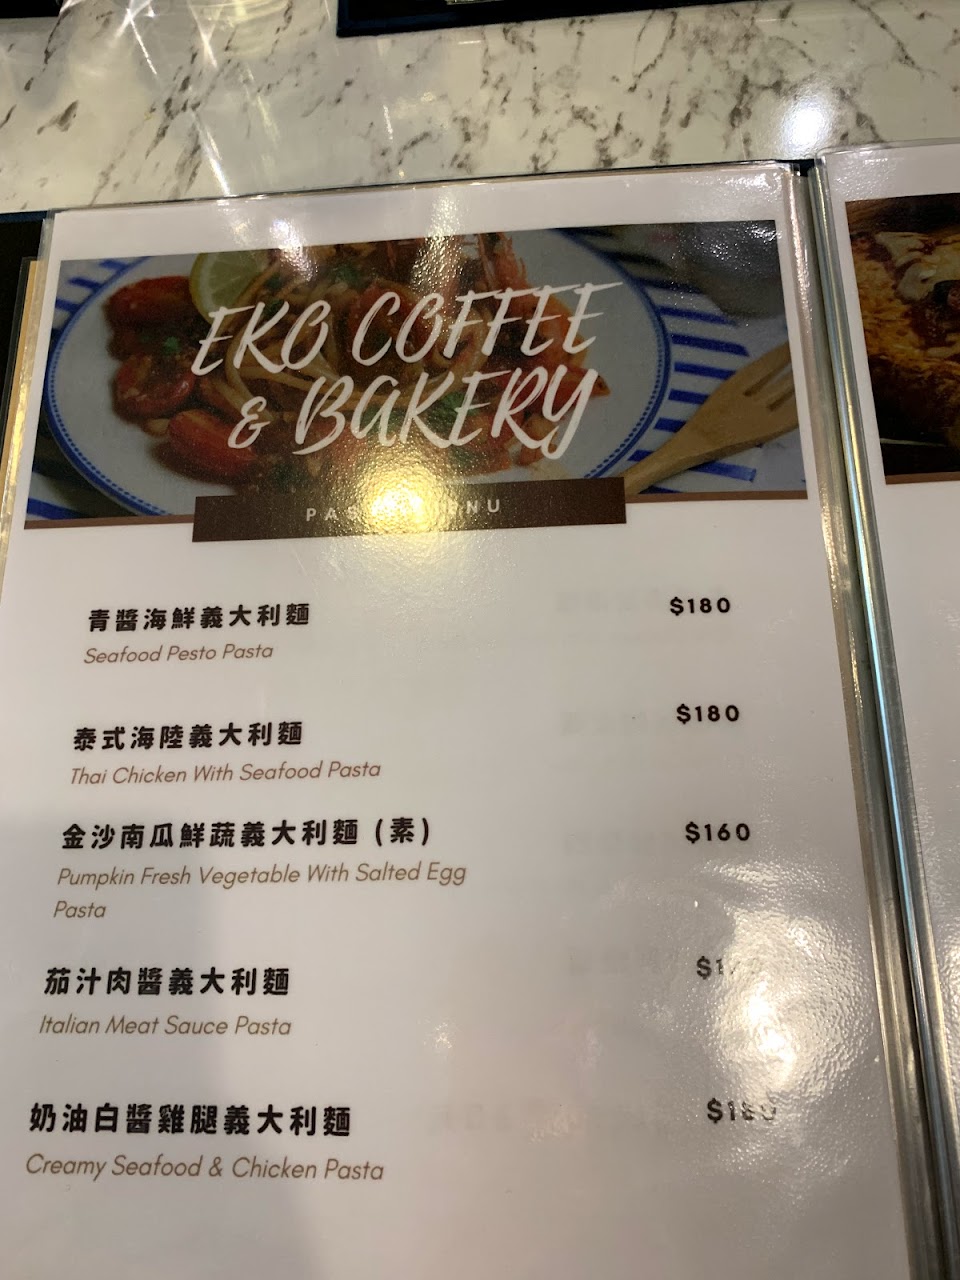 EKO COFFEE
& BAKERY
青醬海鮮義大利麵
$180
Seafood Pesto Pasta
泰式海陸義大利麵
$180
Thai Chicken With Seafood Pasta
金沙南瓜鮮蔬義大利麵 (素)
$160
Pumpkin Fresh Vegetable With Salted Egg
Pasta
茄汁肉醬義大利麵
Italian Meat Sauce Pasta
奶油白醬雞腿義大利麵
$180
Creamy Seafood & Chicken Pasta